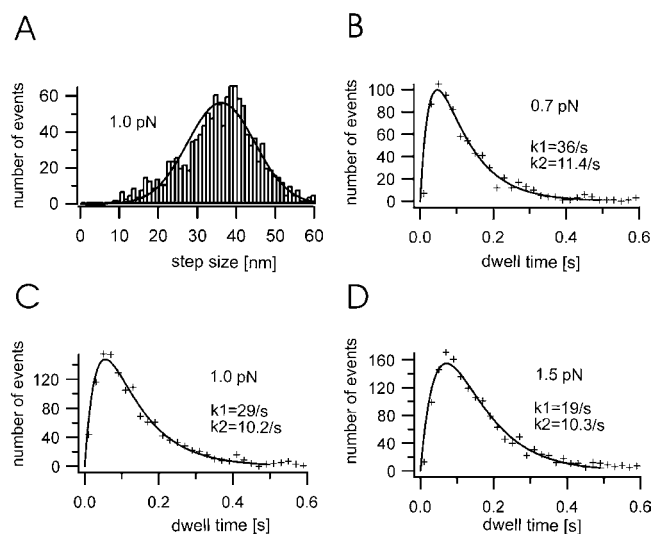 A
number of events
60
40
20
0
1.0 pN
0 10 20 30 40 50 60
step size [nm]
B
number of events
100
80
60
40
20
0
0.7 pN
k1=36/s
k2=11.4/s
0.0 0.2 0.4 0.6
dwell time [s]
C
number of events
120
80
40
0
1.0 pN
k1=29/s
k2=10.2/s
0.0 0.2 0.4 0.6
dwell time [s]
D
number of events
160
120
80
40
0
1.5 pN
k1=19/s
k2=10.3/s
0.0 0.2 0.4 0.6
dwell time [s]